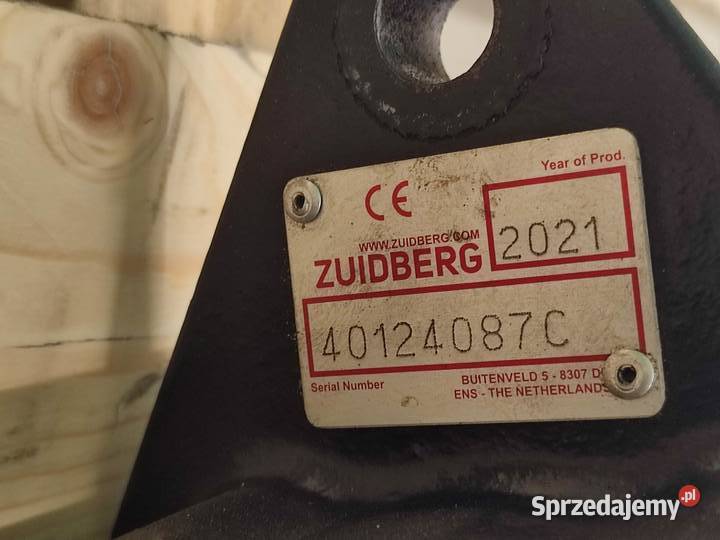 Year of Prod.
CE
2021
WWW.ZUIDBERG.COM
ZUIDBERG
40124087C
Serial Number
BUITENVELD 5 - 8307 D
ENS - THE NETHERLANDS
Sprzedajemy.pl